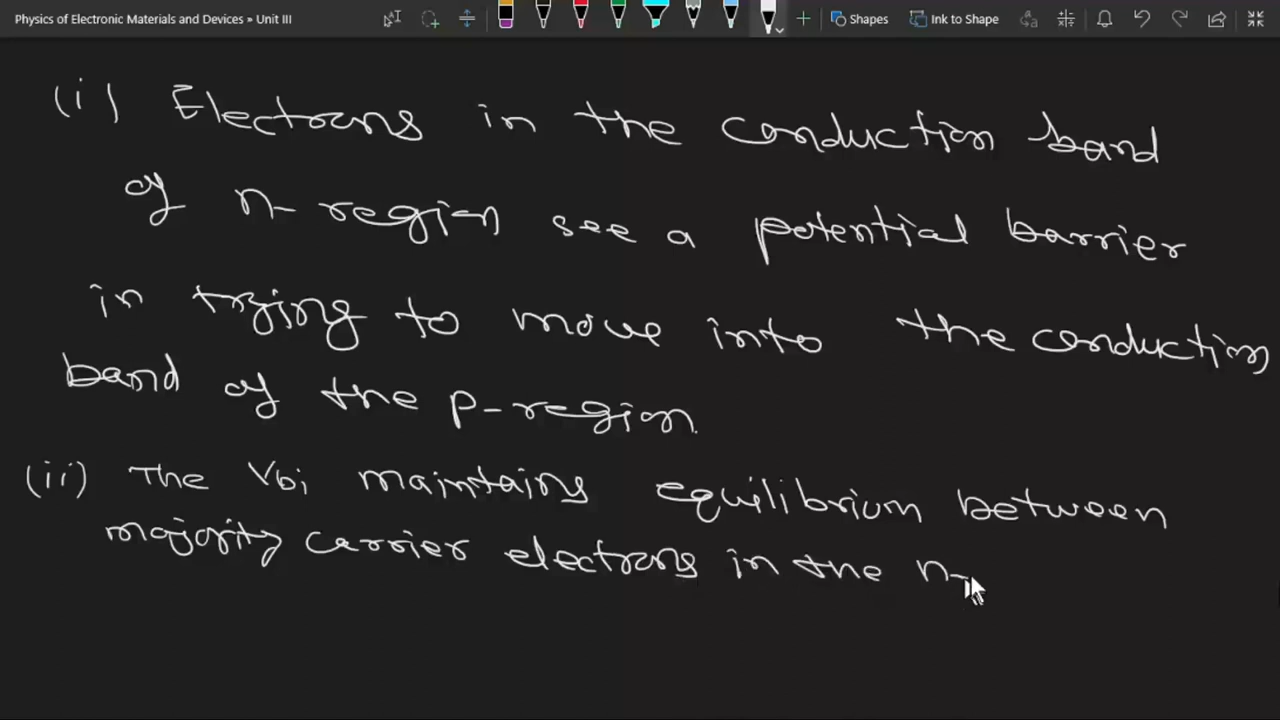 Physics of Electronic Materials and Devices » Unit III
Shapes
Ink to Shape
(i) Electrons in the conduction band
of n-region see a potential barrier
in trying to move into the conduction
band of the p-region.
(ii) The Vbi maintains equilibrium between
majority carrier electrons in the n-